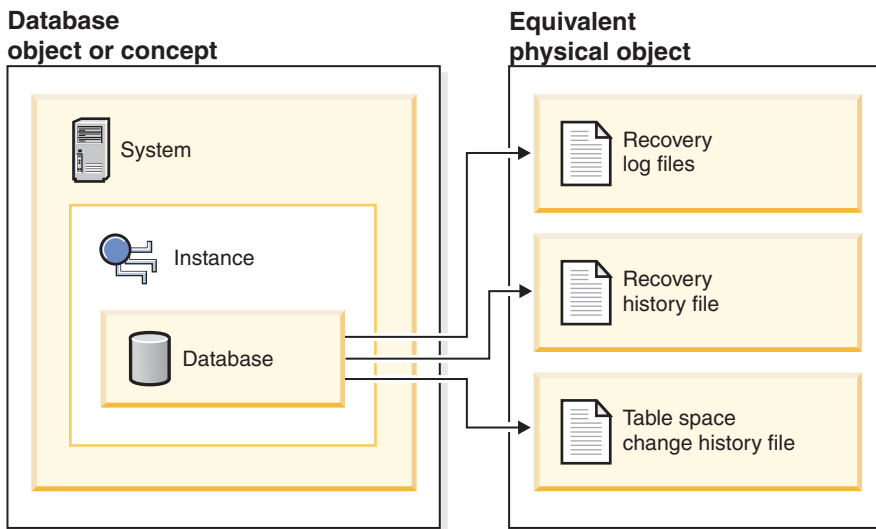 Database
object or concept
System
Instance
Database
Equivalent
physical object
Recovery
log files
Recovery
history file
Table space
change history file